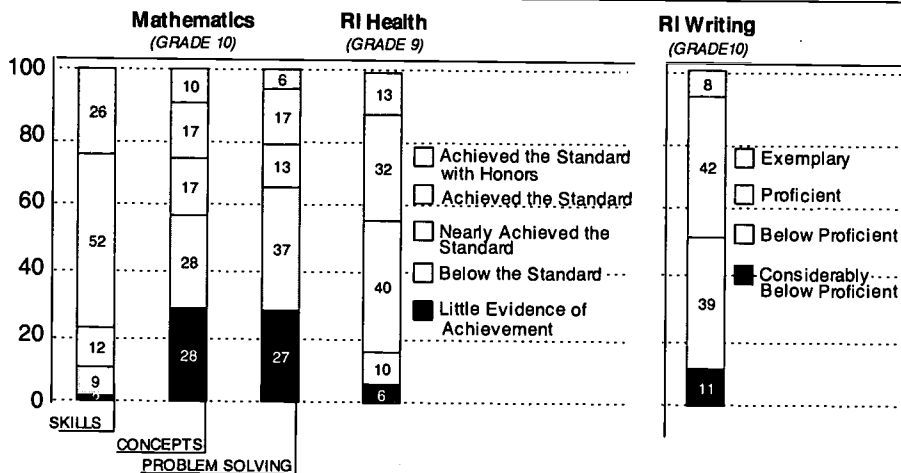 Mathematics
(GRADE 10)
RI Health
(GRADE 9)
RI Writing
(GRADE10)
100
80
60
40
20
0
26
52
12
9
10
17
17
28
28
6
17
13
37
27
13
32
40
10
6
Achieved the Standard
with Honors
Achieved the Standard
Nearly Achieved the
Standard
Below the Standard
Little Evidence of
Achievement
8
42
39
11
Exemplary
Proficient
Below Proficient
Considerably
Below Proficient
SKILLS
CONCEPTS
PROBLEM SOLVING